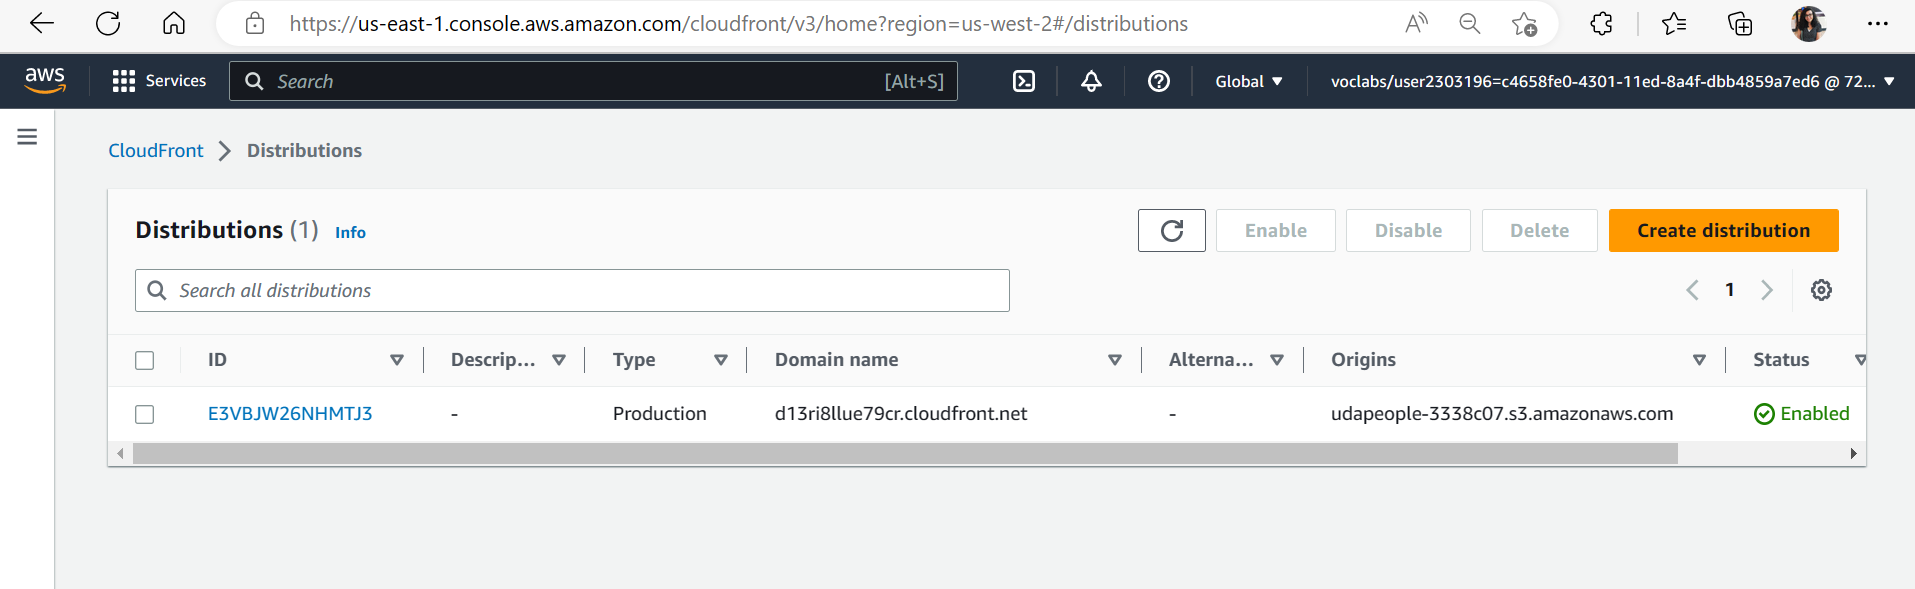 https://us-east-1.console.aws.amazon.com/cloudfront/v3/home?region=us-west-2#/distributions
aws Services Search [Alt+S] Global voclabs/user2303196=c4658fe0-4301-11ed-8a4f-dbb4859a7ed6 @ 72...
CloudFront Distributions
Distributions (1) Info Enable Disable Delete Create distribution
Search all distributions 1
ID Descrip... Type Domain name Alterna... Origins Status
E3VBJW26NHMTJ3 - Production d13ri8llue79cr.cloudfront.net - udapeople-3338c07.s3.amazonaws.com Enabled